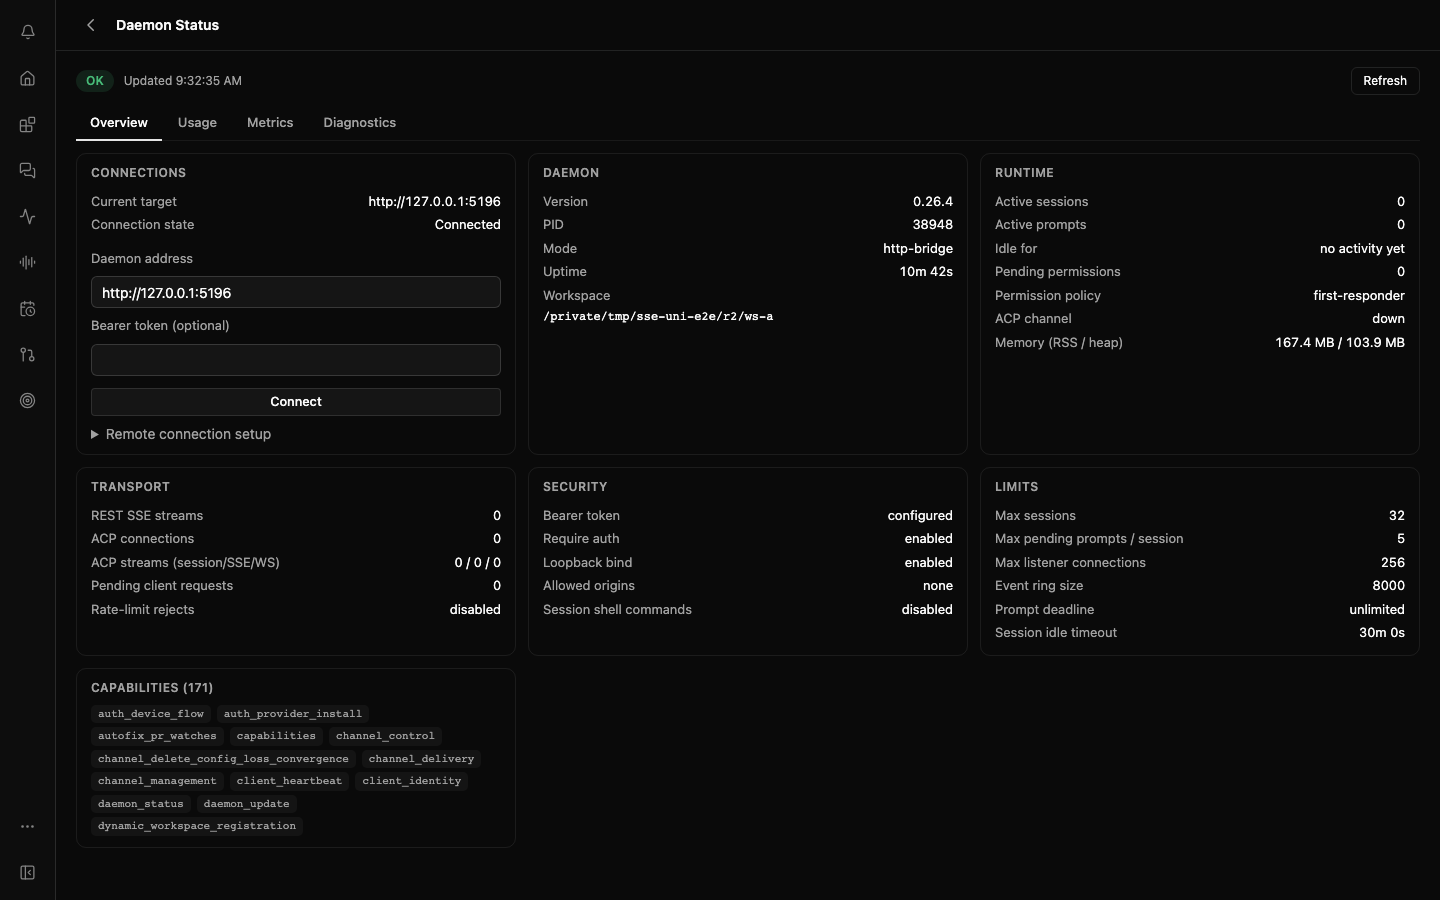 Daemon Status
OK Updated 9:32:35 AM Refresh
Overview Usage Metrics Diagnostics
CONNECTIONS
Current target http://127.0.0.1:5196
Connection state Connected
Daemon address
http://127.0.0.1:5196
Bearer token (optional)
Connect
Remote connection setup
DAEMON
Version 0.26.4
PID 38948
Mode http-bridge
Uptime 10m 42s
Workspace
/private/tmp/sse-uni-e2e/r2/ws-a
RUNTIME
Active sessions 0
Active prompts 0
Idle for no activity yet
Pending permissions 0
Permission policy first-responder
ACP channel down
Memory (RSS / heap) 167.4 MB / 103.9 MB
TRANSPORT
REST SSE streams 0
ACP connections 0
ACP streams (session/SSE/WS) 0 / 0 / 0
Pending client requests 0
Rate-limit rejects disabled
SECURITY
Bearer token configured
Require auth enabled
Loopback bind enabled
Allowed origins none
Session shell commands disabled
LIMITS
Max sessions 32
Max pending prompts / session 5
Max listener connections 256
Event ring size 8000
Prompt deadline unlimited
Session idle timeout 30m 0s
CAPABILITIES (171)
auth_device_flow auth_provider_install
autofix_pr_watches capabilities channel_control
channel_delete_config_loss_convergence channel_delivery
channel_management client_heartbeat client_identity
daemon_status daemon_update
dynamic_workspace_registration